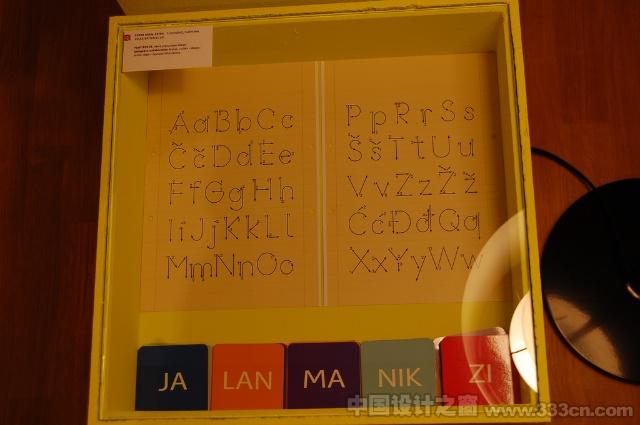 AaBbCc
ČčDdEe
FfGgHh
IiJjKkLl
MmNnOo
PpRrSs
ŠšTtUu
VvZzŽž
ĆćĐđQq
XxYyWw
JA
LAN
MA
NIK
ZI
中国设计之窗 www.333cn.com